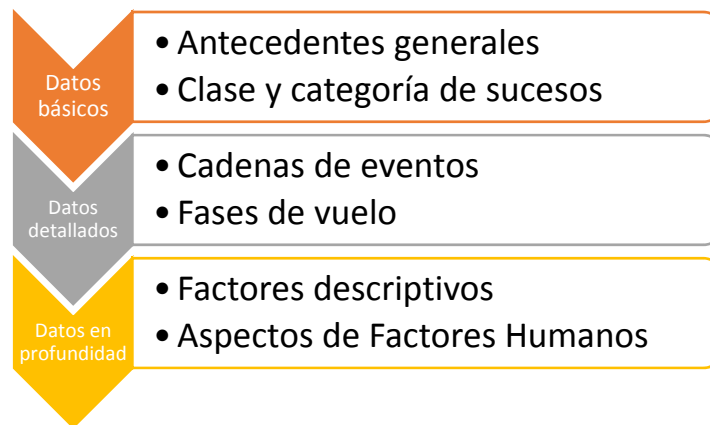 Datos
básicos
• Antecedentes generales
• Clase y categoría de sucesos
Datos
detallados
• Cadenas de eventos
• Fases de vuelo
Datos en
profundidad
• Factores descriptivos
• Aspectos de Factores Humanos